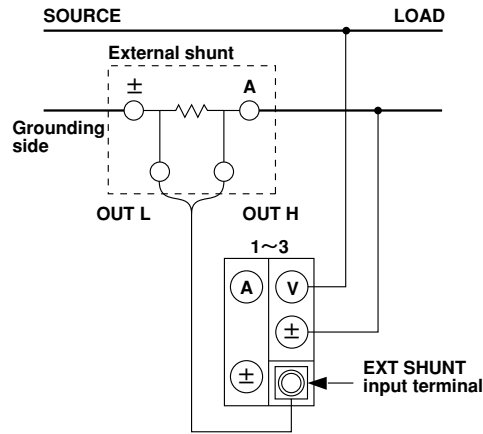 SOURCE LOAD
External shunt
± A
Grounding
side
OUT L OUT H
1～3
A V
±
±
EXT SHUNT
input terminal